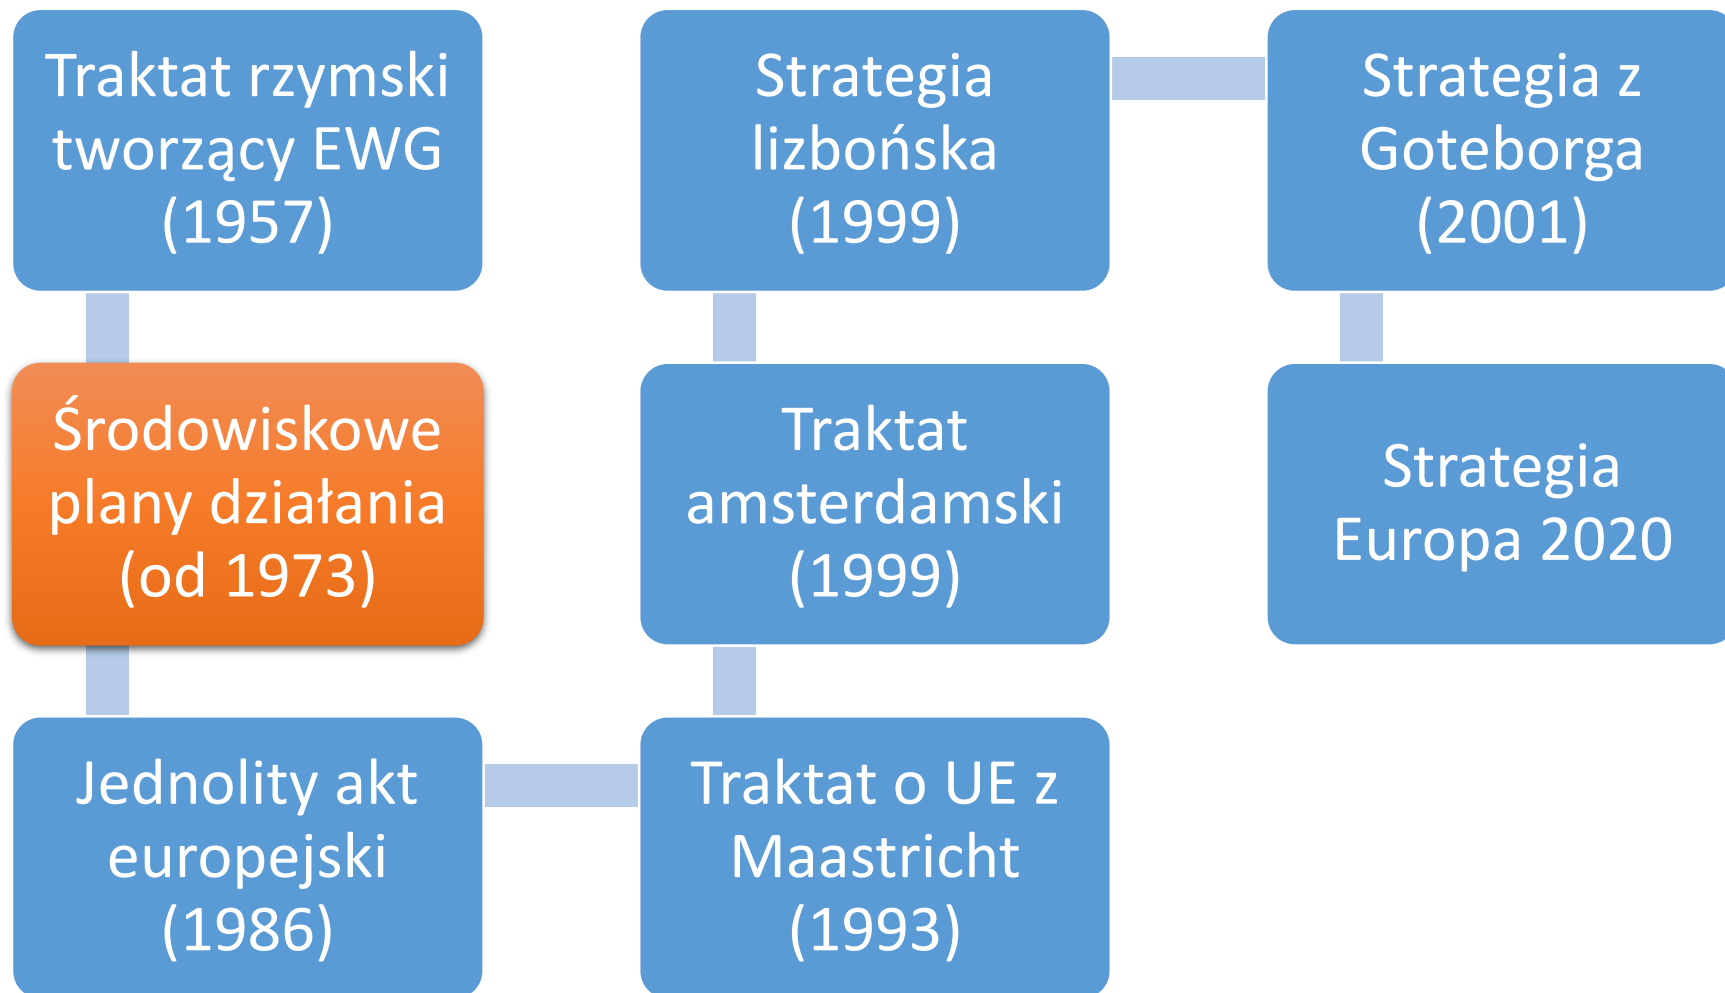 Traktat rzymski
tworzący EWG
(1957)
Środowiskowe
plany działania
(od 1973)
Jednolity akt
europejski
(1986)
Traktat o UE z
Maastricht
(1993)
Traktat
amsterdamski
(1999)
Strategia
lizbońska
(1999)
Strategia z
Goteborga
(2001)
Strategia
Europa 2020